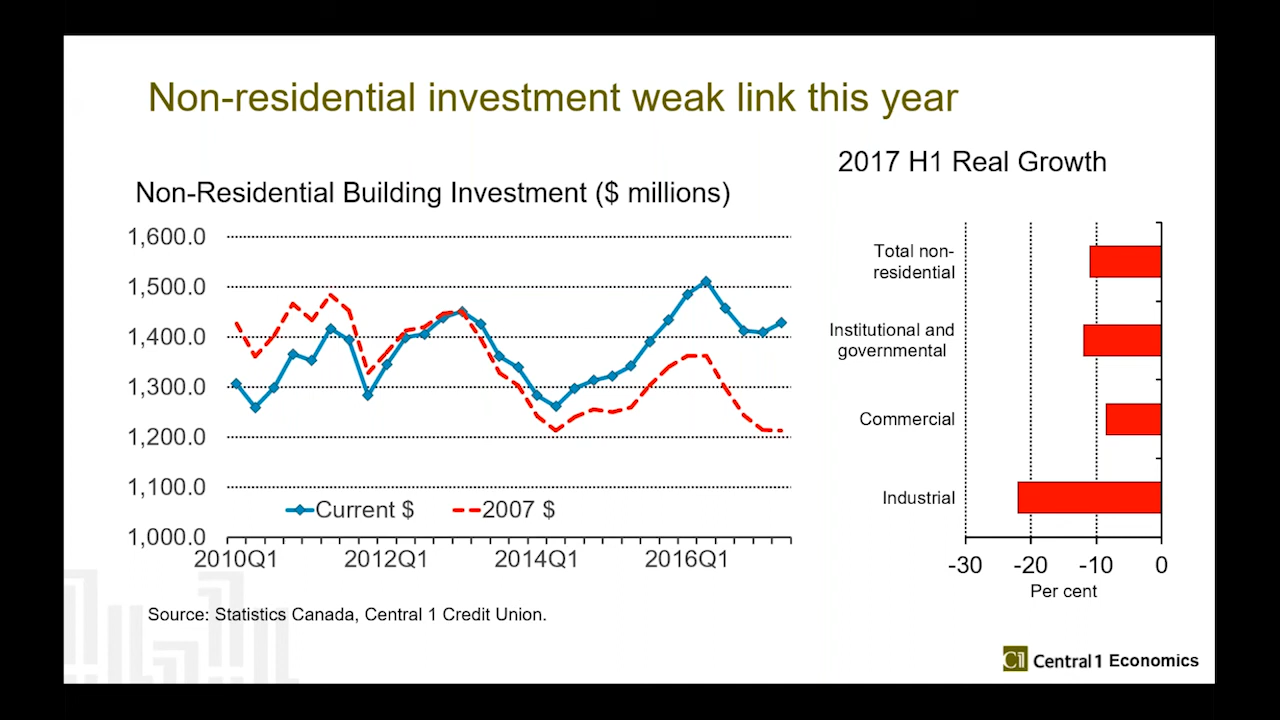 Non-residential investment weak link this year
Non-Residential Building Investment ($ millions)
1,600.0
1,500.0
1,400.0
1,300.0
1,200.0
1,100.0
1,000.0
Current $ 2007 $
2010Q1 2012Q1 2014Q1 2016Q1
2017 H1 Real Growth
Total non-
residential
Institutional and
governmental
Commercial
Industrial
-30 -20 -10 0
Per cent
Source: Statistics Canada, Central 1 Credit Union.
C1 Central 1 Economics